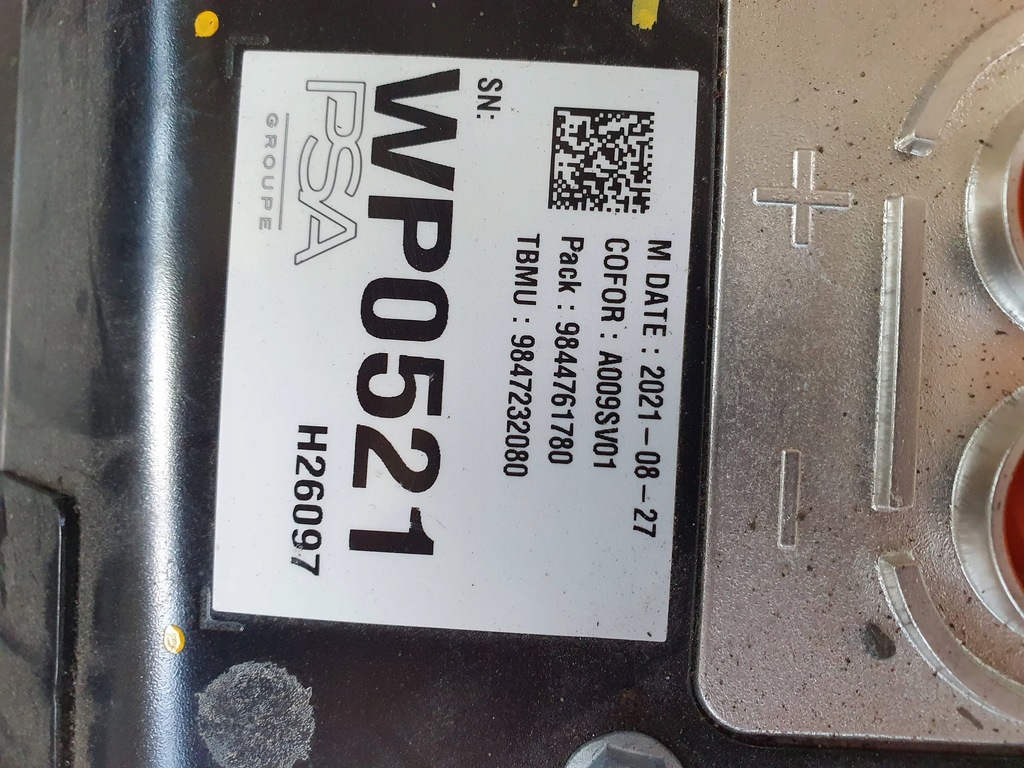 M DATE : 2021-08-27
COFOR : A009SV01
Pack : 9844761780
TBMU : 9847232080
SN:
WP0521
PSA
GROUPE
H26097
+
-